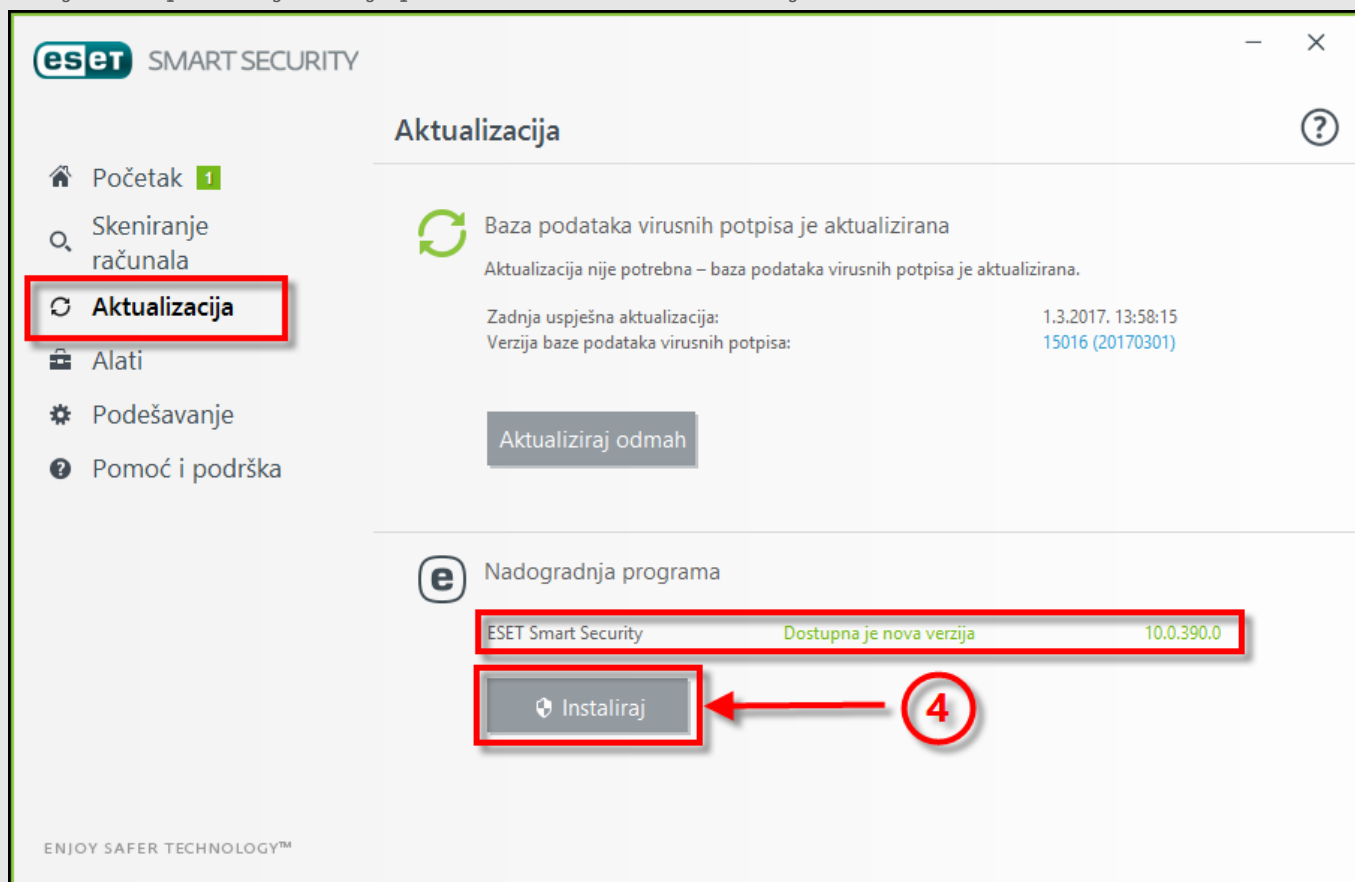 eset SMART SECURITY
Aktualizacija
Početak 1
Skeniranje
računala
Aktualizacija
Alati
Podešavanje
Pomoć i podrška
Baza podataka virusnih potpisa je aktualizirana
Aktualizacija nije potrebna – baza podataka virusnih potpisa je aktualizirana.
Zadnja uspješna aktualizacija: 1.3.2017. 13:58:15
Verzija baze podataka virusnih potpisa: 15016 (20170301)
Aktualiziraj odmah
e Nadogradnja programa
ESET Smart Security Dostupna je nova verzija 10.0.390.0
Instaliraj 4
ENJOY SAFER TECHNOLOGY™